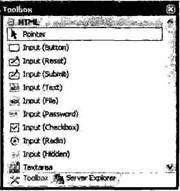 Toolbox
HTML
Pointer
Input (Button)
Input (Reset)
Input (Submit)
Input (Text)
Input (File)
Input (Password)
Input (Checkbox)
Input (Radio)
Input (Hidden)
Textarea
Toolbox Server Explorer